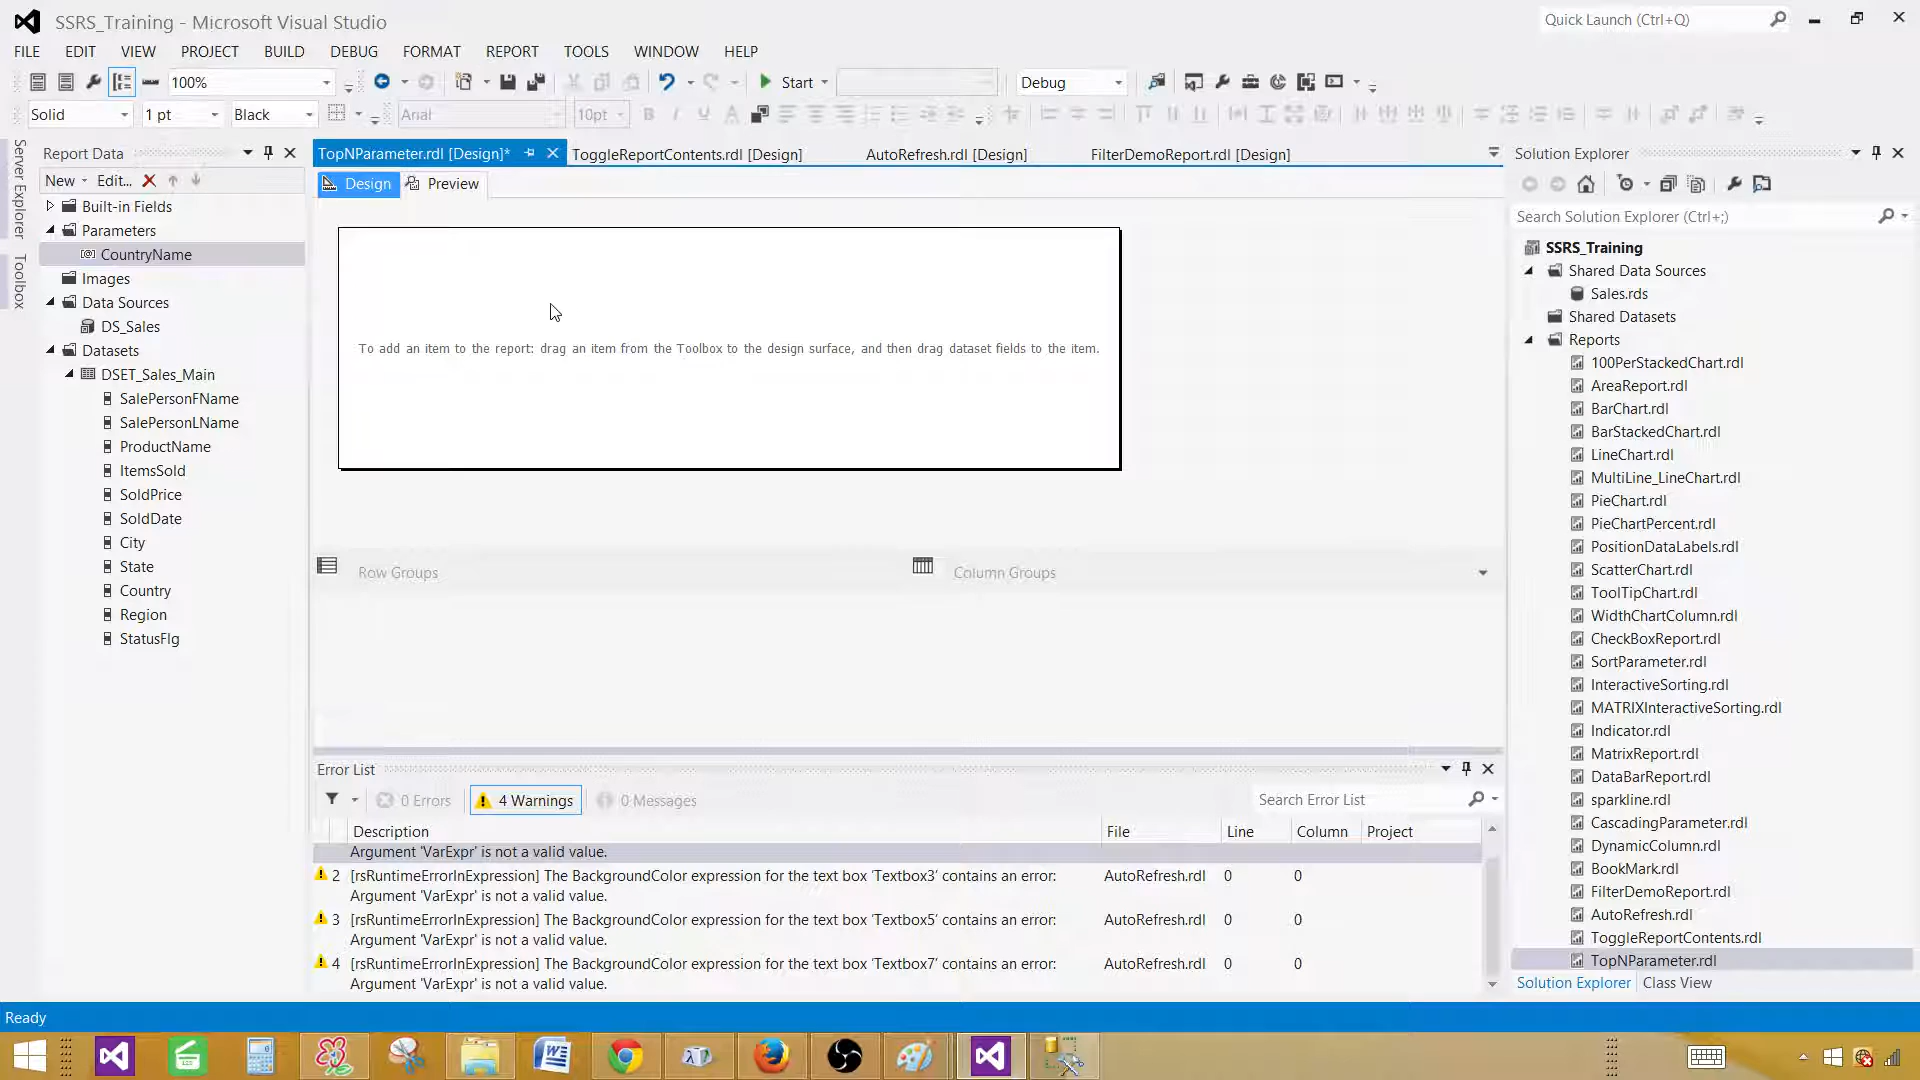 SSRS_Training - Microsoft Visual Studio
Quick Launch (Ctrl+Q)
FILE EDIT VIEW PROJECT BUILD DEBUG FORMAT REPORT TOOLS WINDOW HELP
100% Start Debug
Solid 1 pt Black Arial 10pt B I U A
Server Explorer
Toolbox
Report Data
New Edit...
Built-in Fields
Parameters
CountryName
Images
Data Sources
DS_Sales
Datasets
DSET_Sales_Main
SalePersonFName
SalePersonLName
ProductName
ItemsSold
SoldPrice
SoldDate
City
State
Country
Region
StatusFlg
TopNParameter.rdl [Design]* ToggleReportContents.rdl [Design] AutoRefresh.rdl [Design] FilterDemoReport.rdl [Design]
Design Preview
To add an item to the report: drag an item from the Toolbox to the design surface, and then drag dataset fields to the item.
Row Groups Column Groups
Error List
0 Errors 4 Warnings 0 Messages Search Error List
Description File Line Column Project
Argument 'VarExpr' is not a valid value.
2 [rsRuntimeErrorInExpression] The BackgroundColor expression for the text box 'Textbox3' contains an error: AutoRefresh.rdl 0 0
Argument 'VarExpr' is not a valid value.
3 [rsRuntimeErrorInExpression] The BackgroundColor expression for the text box 'Textbox5' contains an error: AutoRefresh.rdl 0 0
Argument 'VarExpr' is not a valid value.
4 [rsRuntimeErrorInExpression] The BackgroundColor expression for the text box 'Textbox7' contains an error: AutoRefresh.rdl 0 0
Argument 'VarExpr' is not a valid value.
Solution Explorer
Search Solution Explorer (Ctrl+;)
SSRS_Training
Shared Data Sources
Sales.rds
Shared Datasets
Reports
100PerStackedChart.rdl
AreaReport.rdl
BarChart.rdl
BarStackedChart.rdl
LineChart.rdl
MultiLine_LineChart.rdl
PieChart.rdl
PieChartPercent.rdl
PositionDataLabels.rdl
ScatterChart.rdl
ToolTipChart.rdl
WidthChartColumn.rdl
CheckBoxReport.rdl
SortParameter.rdl
InteractiveSorting.rdl
MATRIXInteractiveSorting.rdl
Indicator.rdl
MatrixReport.rdl
DataBarReport.rdl
sparkline.rdl
CascadingParameter.rdl
DynamicColumn.rdl
BookMark.rdl
FilterDemoReport.rdl
AutoRefresh.rdl
ToggleReportContents.rdl
TopNParameter.rdl
Solution Explorer Class View
Ready